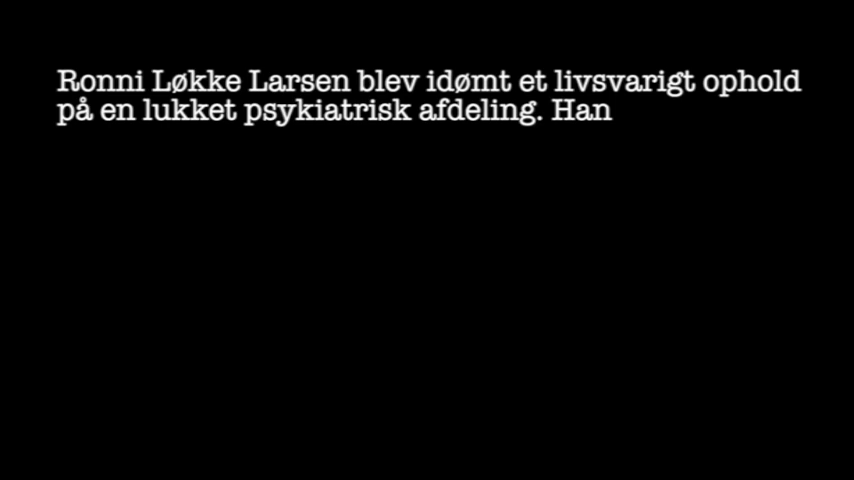 Ronni Løkke Larsen blev idømt et livsvarigt ophold
på en lukket psykiatrisk afdeling. Han